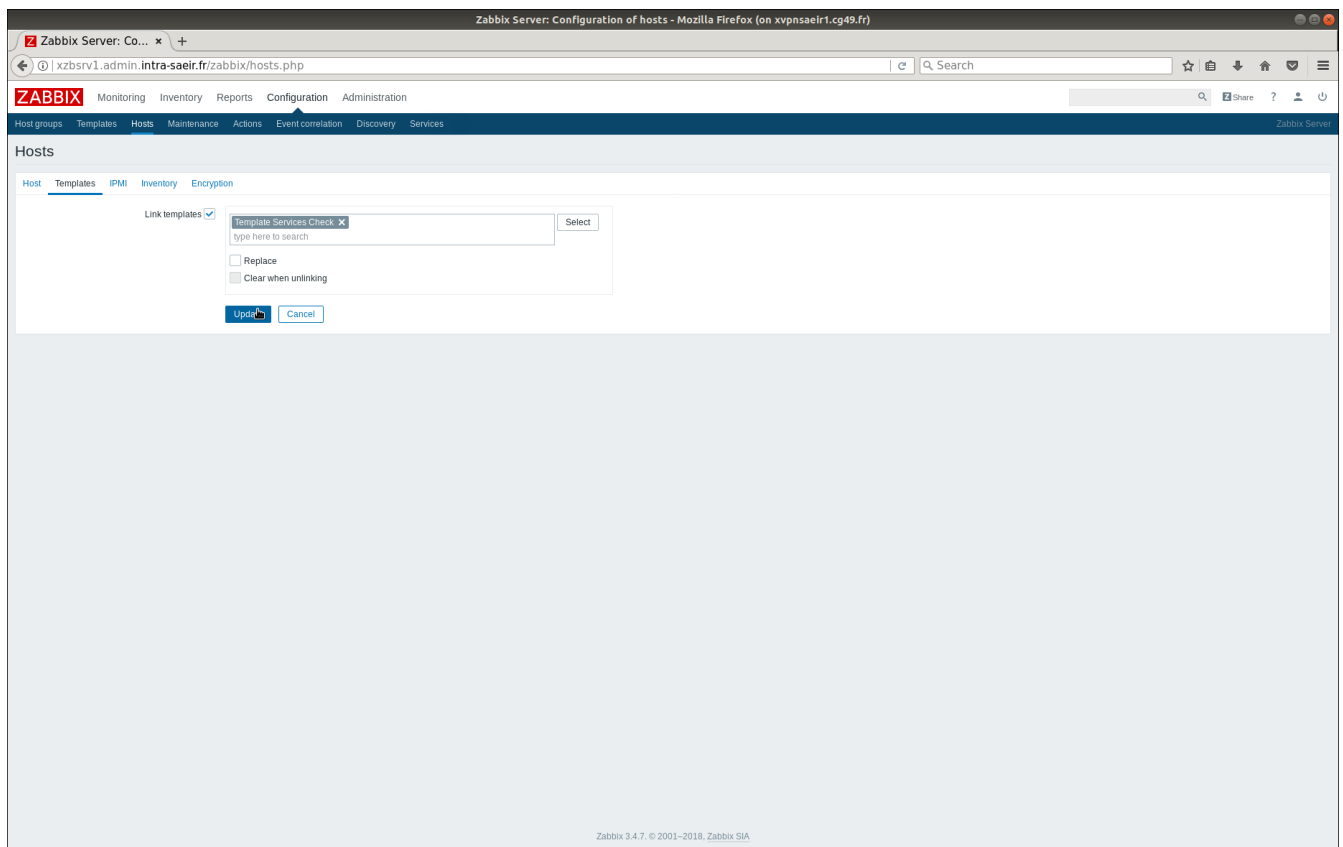 Zabbix Server: Configuration of hosts - Mozilla Firefox (on xvpnsaeir1.cg49.fr)
Z Zabbix Server: Co... × +
xzbsrv1.admin.intra-saeir.fr/zabbix/hosts.php Search
ZABBIX Monitoring Inventory Reports Configuration Administration Z Share ?
Host groups Templates Hosts Maintenance Actions Event correlation Discovery Services Zabbix Server
Hosts
Host Templates IPMI Inventory Encryption
Link templates Template Services Check Select
type here to search
Replace
Clear when unlinking
Cancel
Zabbix 3.4.7. © 2001–2018, Zabbix SIA